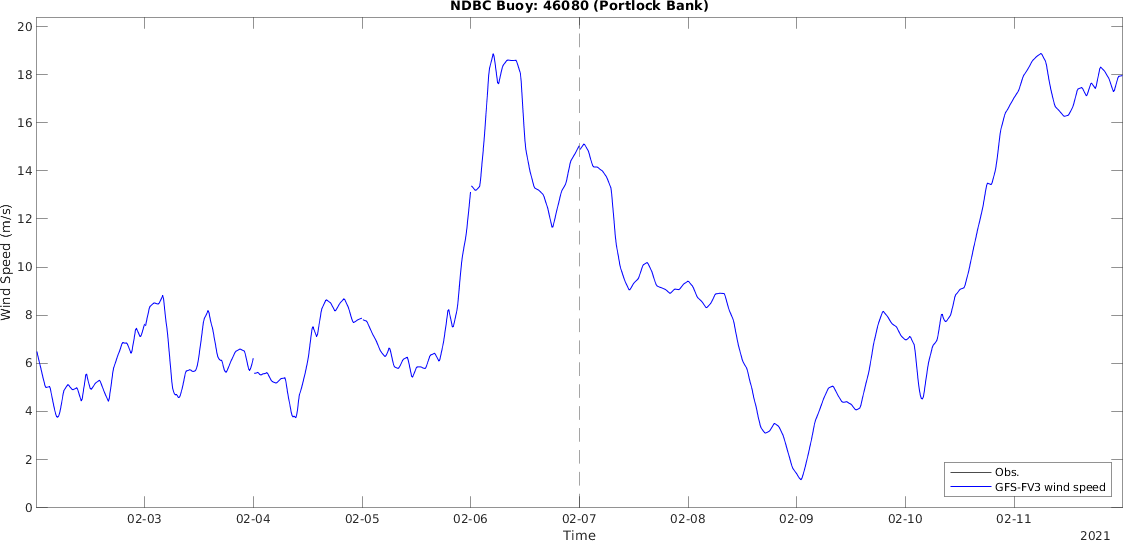 NDBC Buoy: 46080 (Portlock Bank)
20
18
16
14
12
10
8
6
4
2
0
Wind Speed (m/s)
02-03 02-04 02-05 02-06 02-07 02-08 02-09 02-10 02-11
Time
2021
Obs.
GFS-FV3 wind speed